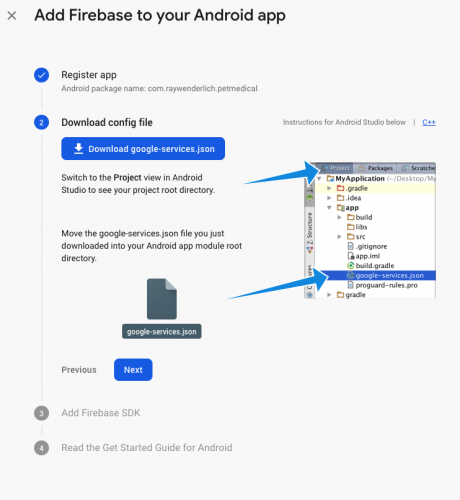 Add Firebase to your Android app
Register app
Android package name: com.raywenderlich.petmedical
2 Download config file
Instructions for Android Studio below | C++
Download google-services.json
Switch to the Project view in Android
Studio to see your project root directory.
Move the google-services.json file you just
downloaded into your Android app module root
directory.
google-services.json
Project Packages Scratche
MyApplication (~/Desktop/My
.gradle
.idea
app
build
libs
src
.gitignore
app.iml
build.gradle
google-services.json
proguard-rules.pro
gradle
Z: Structure
Previous Next
3 Add Firebase SDK
4 Read the Get Started Guide for Android